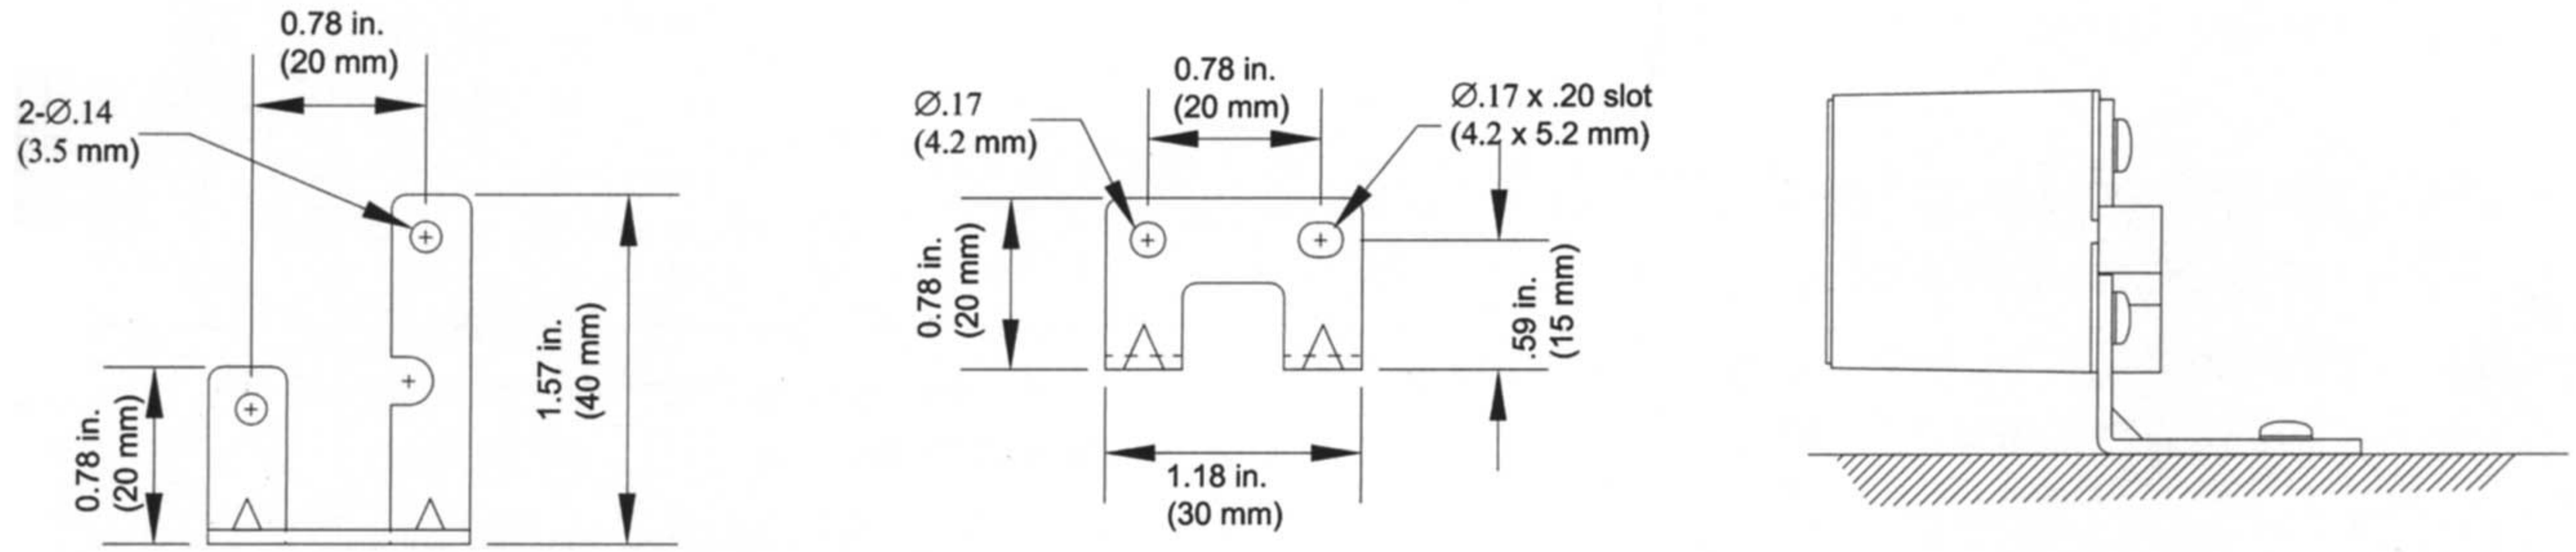 0.78 in.
(20 mm)
2-Ø.14
(3.5 mm)
0.78 in.
(20 mm)
1.57 in.
(40 mm)
0.78 in.
(20 mm)
Ø.17
(4.2 mm)
Ø.17 x .20 slot
(4.2 x 5.2 mm)
0.78 in.
(20 mm)
.59 in.
(15 mm)
1.18 in.
(30 mm)